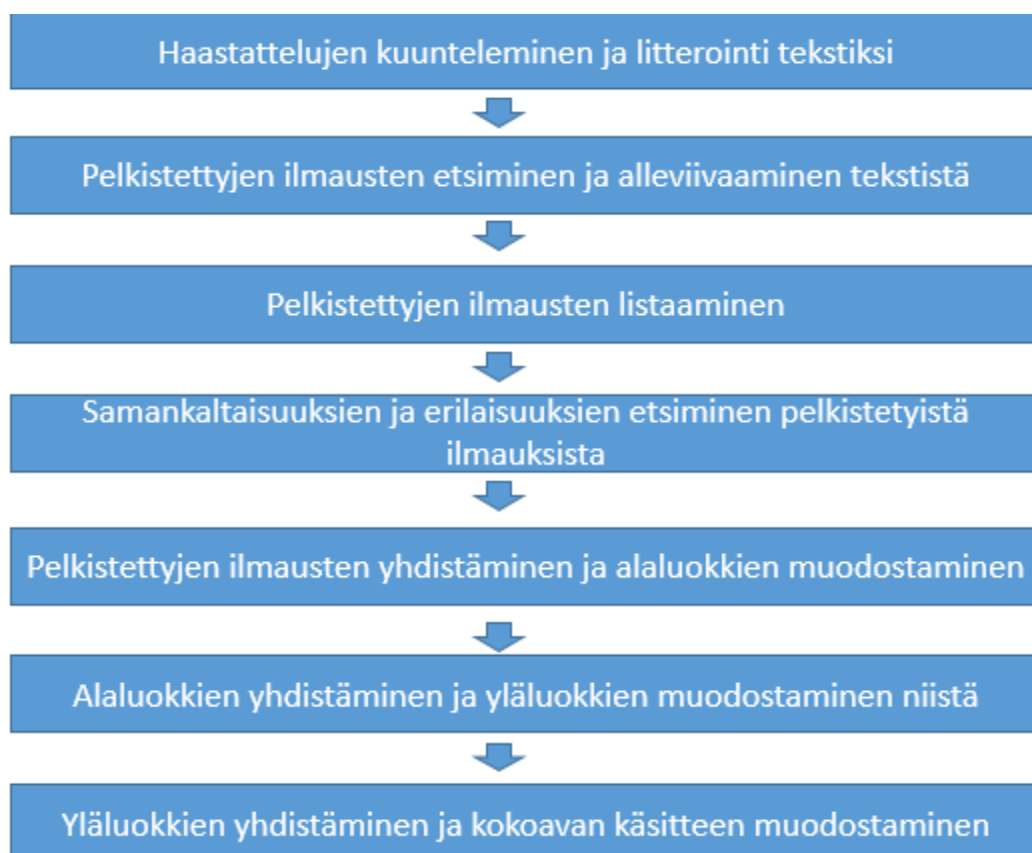 Haastattelujen kuunteleminen ja litterointi tekstiksi
Pelkistettyjen ilmausten etsiminen ja alleviivaaminen tekstistä
Pelkistettyjen ilmausten listaaminen
Samankaltaisuuksien ja erilaisuuksien etsiminen pelkistetyistä
ilmauksista
Pelkistettyjen ilmausten yhdistäminen ja alaluokkien muodostaminen
Alaluokkien yhdistäminen ja yläluokkien muodostaminen niistä
Yläluokkien yhdistäminen ja kokoavan käsitteen muodostaminen